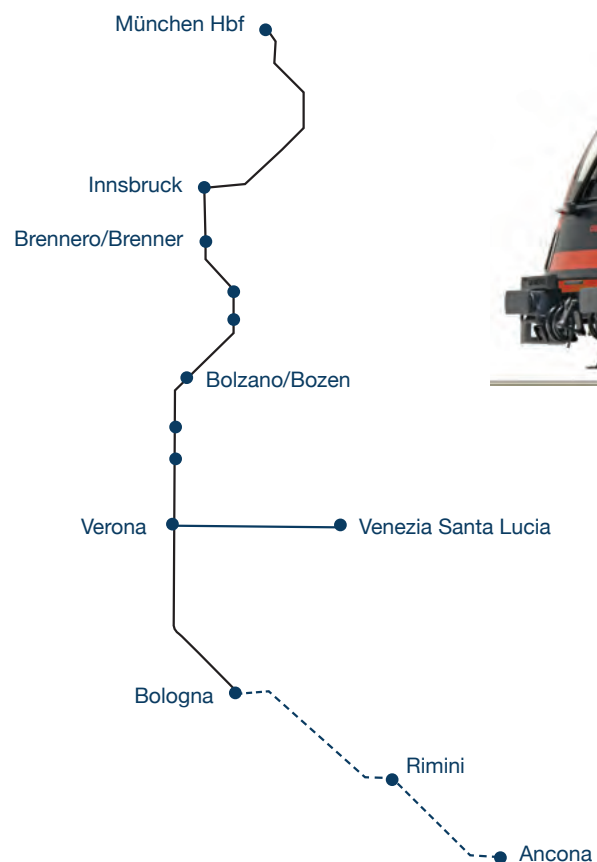 München Hbf
Innsbruck
Brennero/Brenner
Bolzano/Bozen
Verona
Venezia Santa Lucia
Bologna
Rimini
Ancona